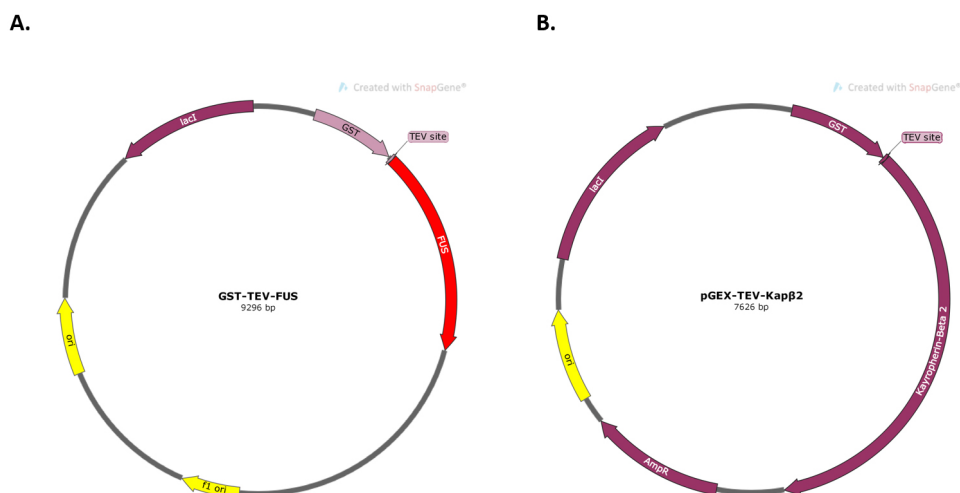 A.
B.
Created with SnapGene®
Created with SnapGene®
lacI
GST
TEV site
FUS
GST-TEV-FUS
9296 bp
ori
f1 ori
GST
TEV site
lacI
pGEX-TEV-Kapβ2
7626 bp
Kayropherin-Beta 2
ori
AmpR